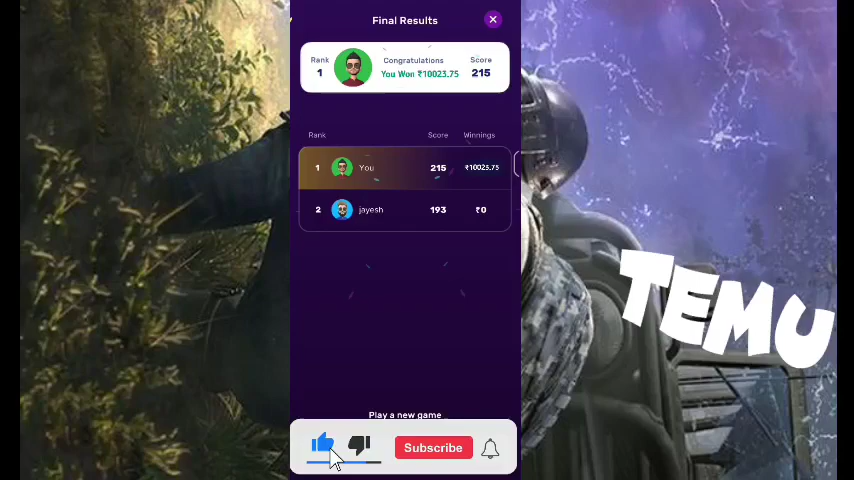 Final Results
Rank
1
Congratulations
You Won ₹10023.75
Score
215
Rank Score Winnings
1 You 215 ₹10023.75
2 jayesh 193 ₹0
TEMU
Play a new game
Subscribe